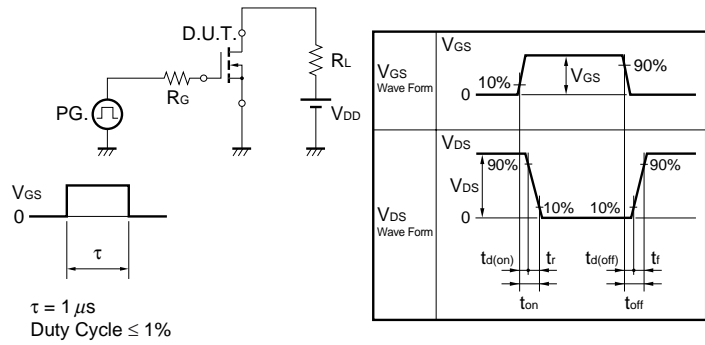 D.U.T.
RL
RG
PG.
VDD
VGS
0
τ
τ = 1 μs
Duty Cycle ≤ 1%
VGS
Wave Form
VGS
10%
VGS
90%
0
VDS
Wave Form
VDS
90%
VDS
10%
10%
90%
0
td(on) tr td(off) tf
ton toff